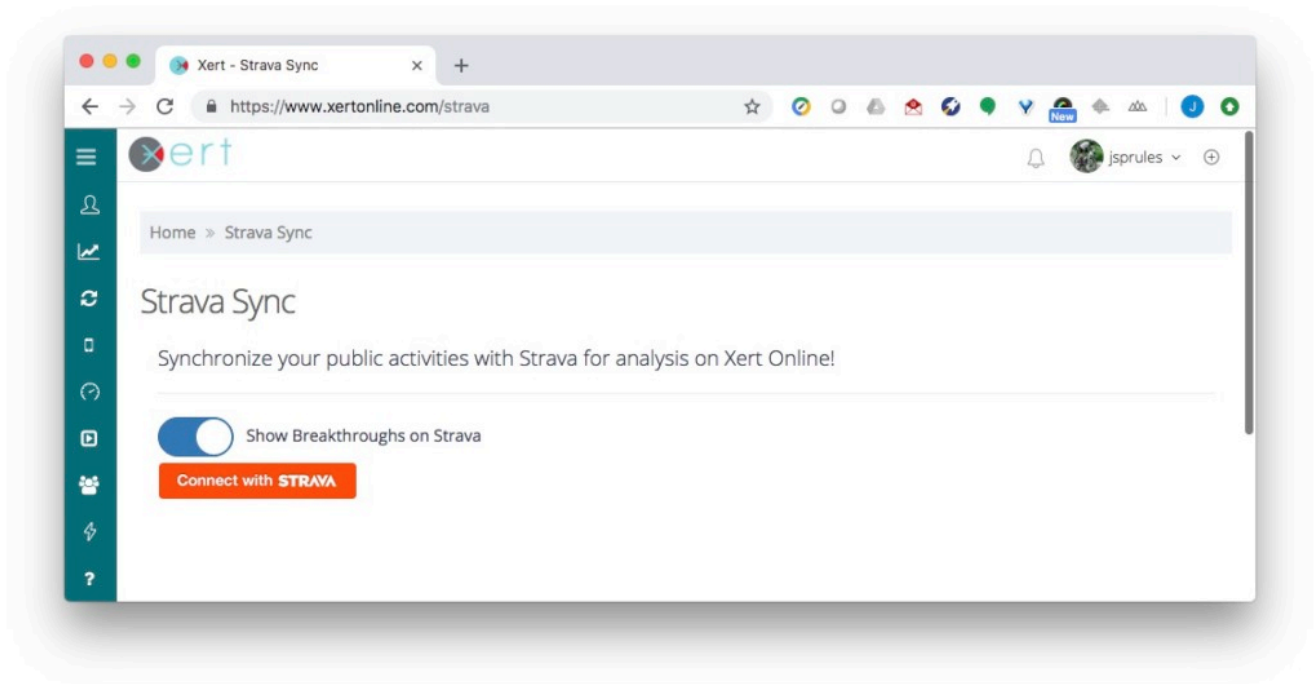 Xert - Strava Sync
https://www.xertonline.com/strava
New
J
xert
jsprules
Home » Strava Sync
Strava Sync
Synchronize your public activities with Strava for analysis on Xert Online!
Show Breakthroughs on Strava
Connect with STRAVA
?